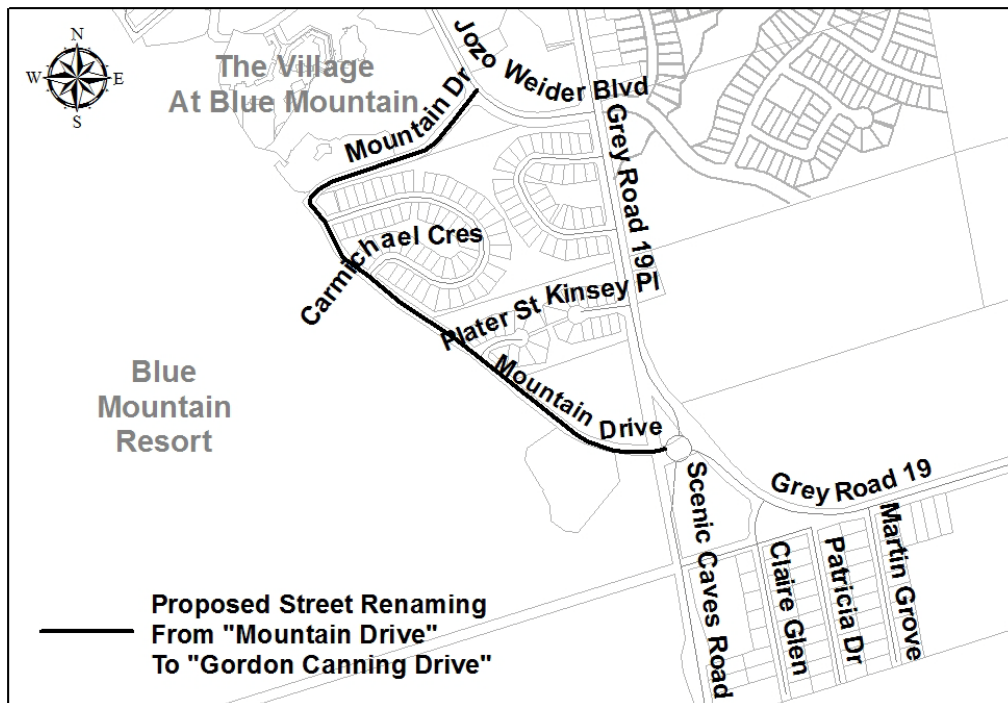 N
W
E
S
The Village
At Blue Mountain
Mountain Dr
Jozo Weider Blvd
Grey Road 19
Carmichael Cres
Plater St
Kinsey Pl
Blue
Mountain
Resort
Mountain Drive
Grey Road 19
Scenic Caves Road
Claire Glen
Patricia Dr
Martin Grove
Proposed Street Renaming
From "Mountain Drive"
To "Gordon Canning Drive"